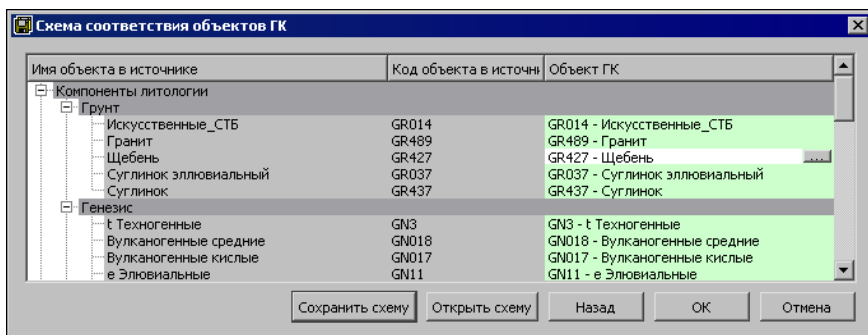 Схема соответствия объектов ГК
Имя объекта в источнике Код объекта в источни Объект ГК
Компоненты литологии
Грунт
Искусственные_СТБ GR014 GR014 - Искусственные_СТБ
Гранит GR489 GR489 - Гранит
Щебень GR427 GR427 - Щебень ...
Суглинок эллювиальный GR037 GR037 - Суглинок эллювиальный
Суглинок GR437 GR437 - Суглинок
Генезис
t Техногенные GN3 GN3 - t Техногенные
Вулканогенные средние GN018 GN018 - Вулканогенные средние
Вулканогенные кислые GN017 GN017 - Вулканогенные кислые
e Элювиальные GN11 GN11 - e Элювиальные
Сохранить схему Открыть схему Назад OK Отмена